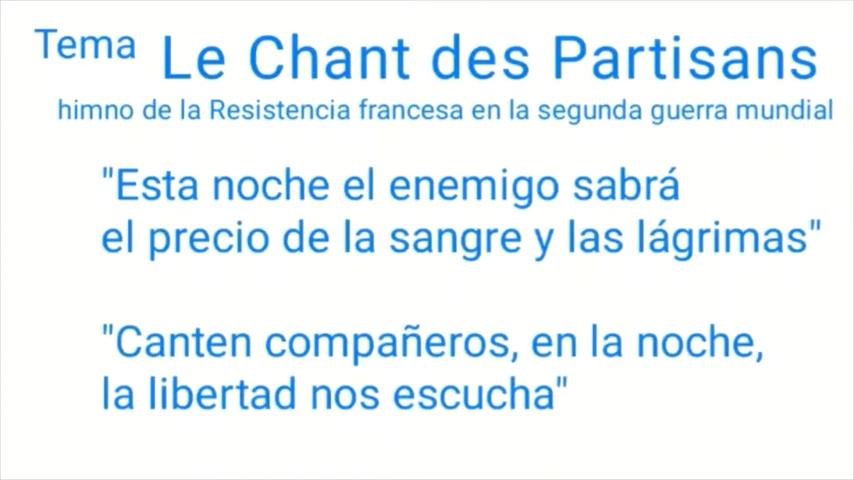 Tema Le Chant des Partisans
himno de la Resistencia francesa en la segunda guerra mundial
"Esta noche el enemigo sabrá
el precio de la sangre y las lágrimas"
"Canten compañeros, en la noche,
la libertad nos escucha"